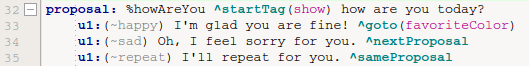 32 proposal: %howAreYou ^startTag(show) how are you today?
33 u1:(~happy) I'm glad you are fine! ^goto(favoriteColor)
34 u1:(~sad) Oh, I feel sorry for you. ^nextProposal
35 u1:(~repeat) I'll repeat for you. ^sameProposal